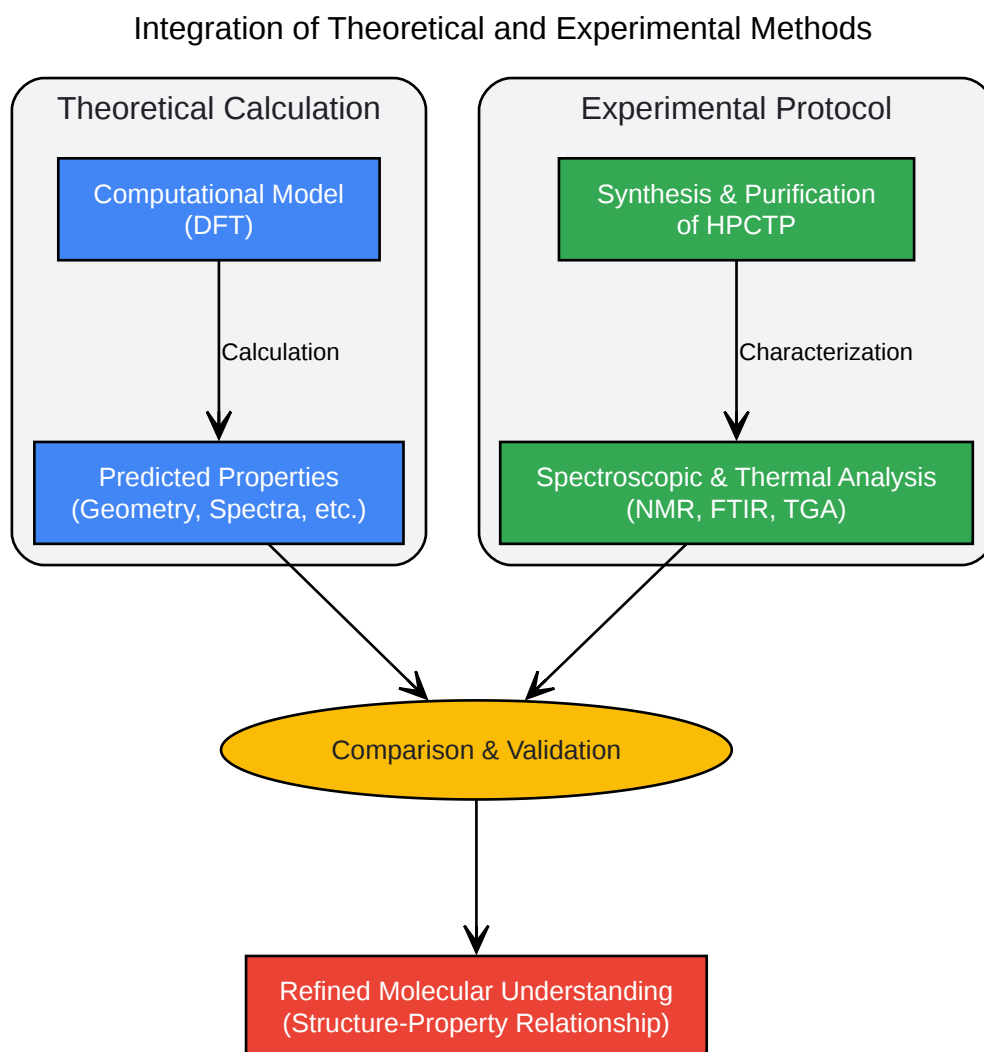 Integration of Theoretical and Experimental Methods
Theoretical Calculation
Computational Model
(DFT)
Calculation
Predicted Properties
(Geometry, Spectra, etc.)
Experimental Protocol
Synthesis & Purification
of HPCTP
Characterization
Spectroscopic & Thermal Analysis
(NMR, FTIR, TGA)
Comparison & Validation
Refined Molecular Understanding
(Structure-Property Relationship)